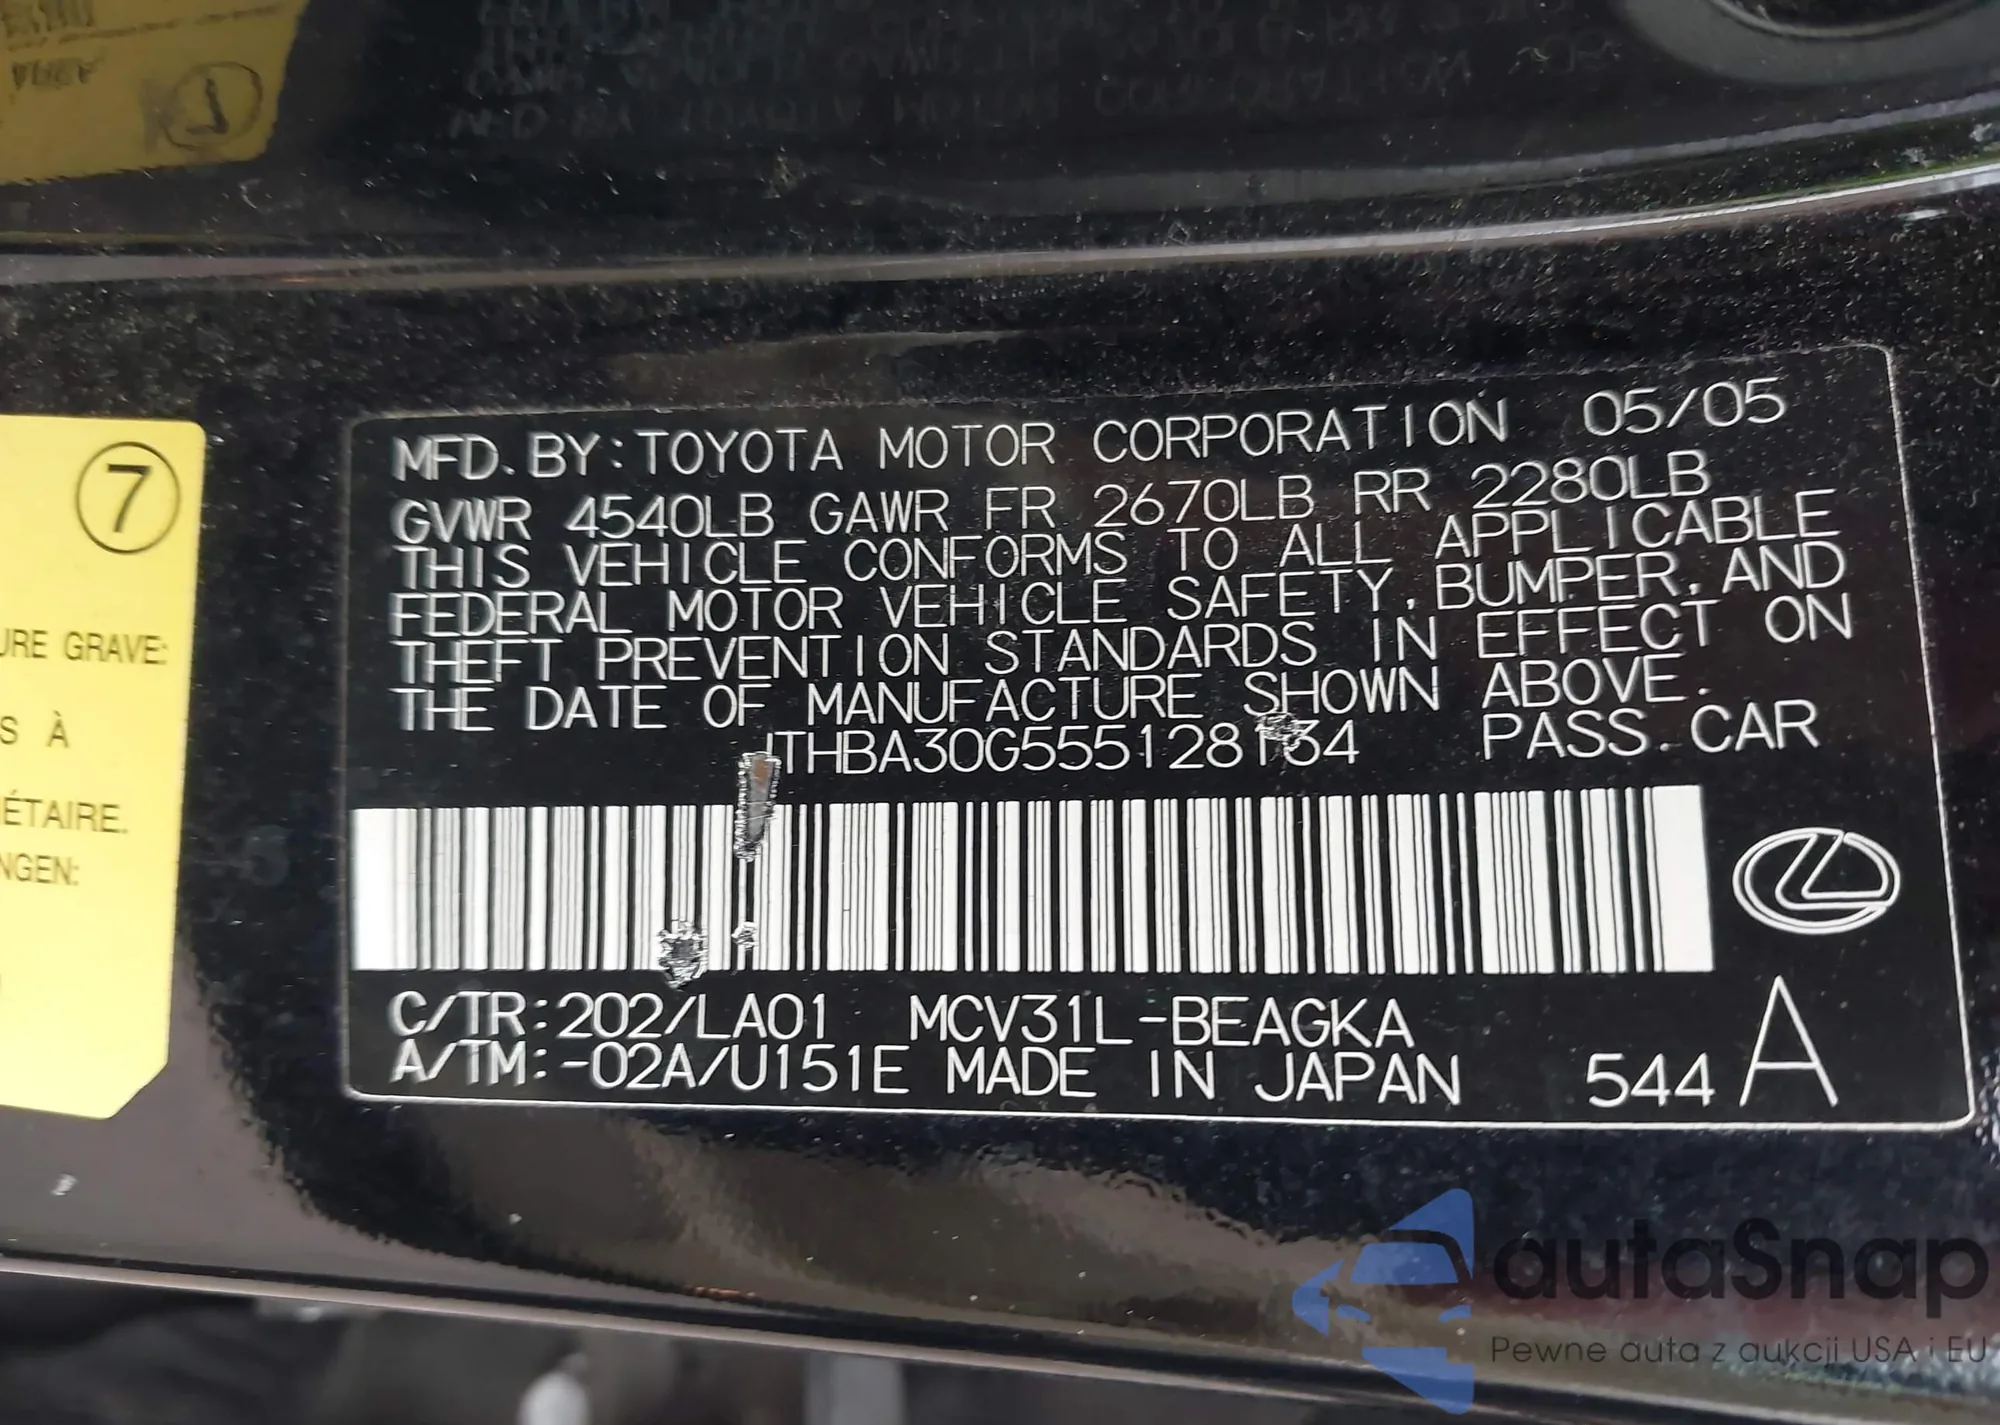 7
URE GRAVE:
S À
ÉTAIRE.
NGEN:
MFD. BY: TOYOTA MOTOR CORPORATION 05/05
GVWR 4540LB GAWR FR 2670LB RR 2280LB
THIS VEHICLE CONFORMS TO ALL APPLICABLE
FEDERAL MOTOR VEHICLE SAFETY, BUMPER, AND
THEFT PREVENTION STANDARDS IN EFFECT ON
THE DATE OF MANUFACTURE SHOWN ABOVE.
JTHBA30G555128134 PASS. CAR
C/TR: 202/LA01 MCV31L-BEAGKA
A/TM: -02A/U151E MADE IN JAPAN 544 A
autaSnap
Pewne auta z aukcji USA i EU